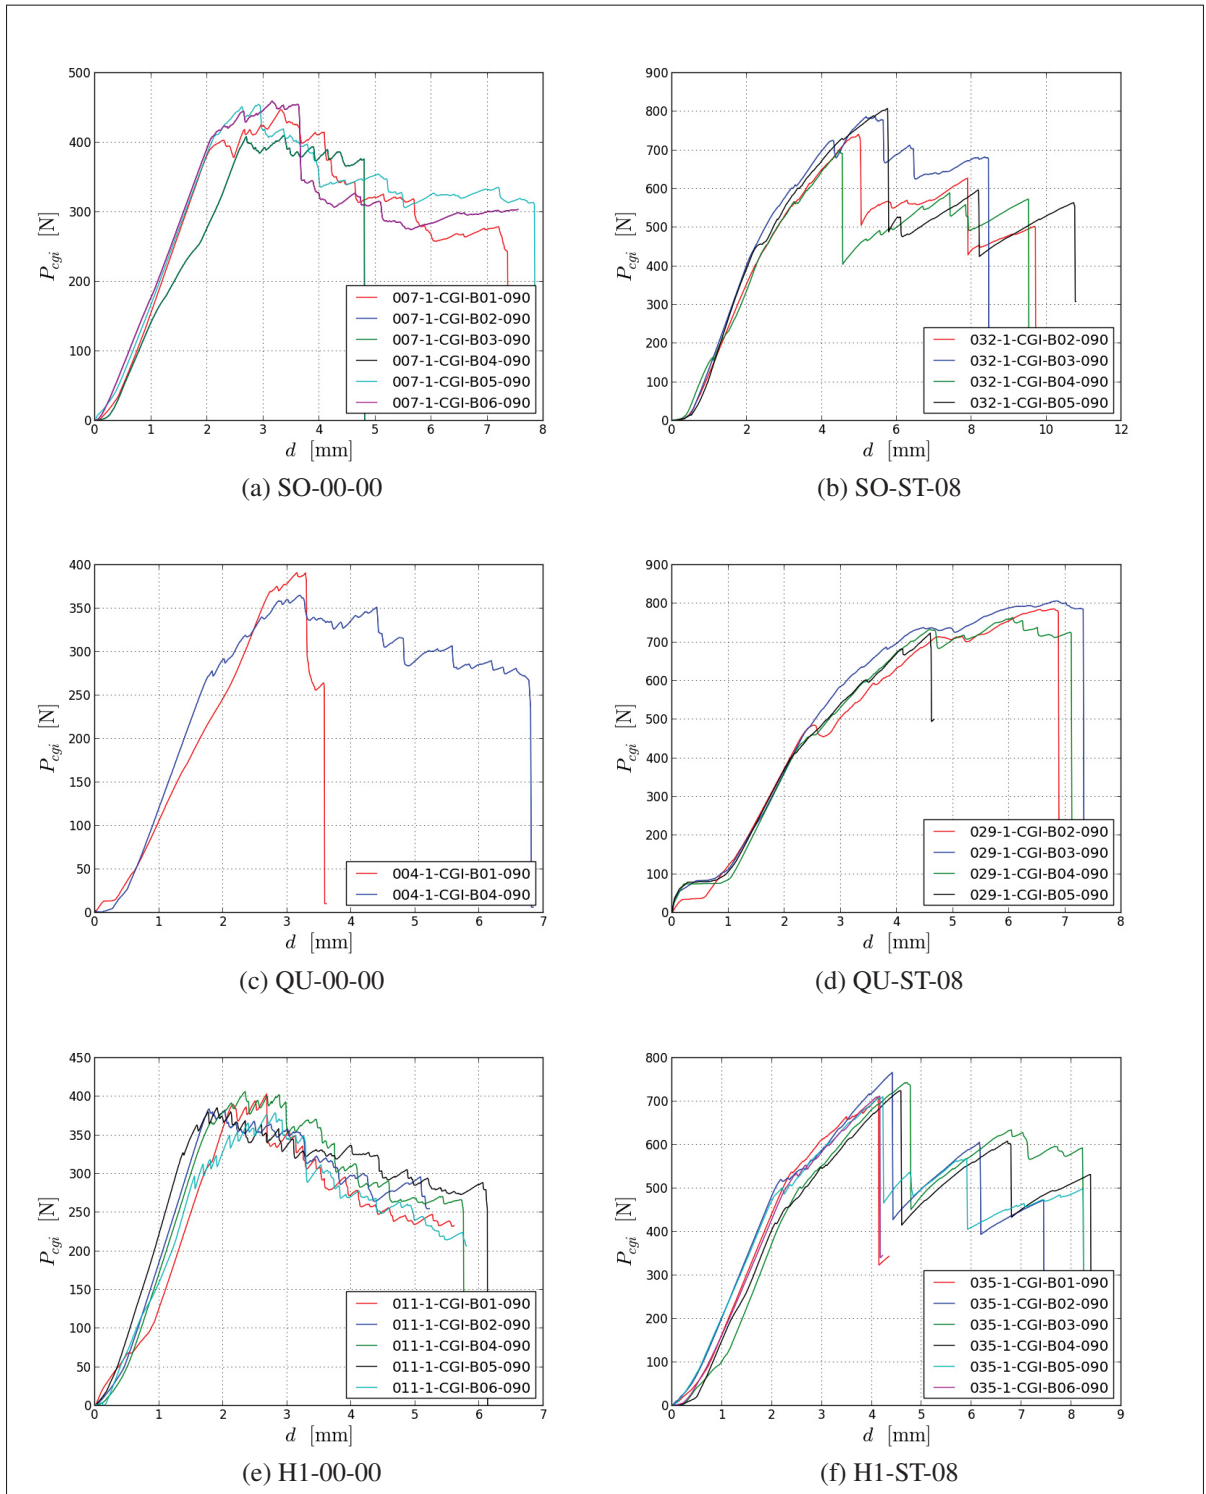 500
400
300
200
100
0
0 1 2 3 4 5 6 7 8
P_cgi [N]
d [mm]
007-1-CGI-B01-090
007-1-CGI-B02-090
007-1-CGI-B03-090
007-1-CGI-B04-090
007-1-CGI-B05-090
007-1-CGI-B06-090
(a) SO-00-00
900
800
700
600
500
400
300
200
100
0
0 2 4 6 8 10 12
P_cgi [N]
d [mm]
032-1-CGI-B02-090
032-1-CGI-B03-090
032-1-CGI-B04-090
032-1-CGI-B05-090
(b) SO-ST-08
400
350
300
250
200
150
100
50
0
0 1 2 3 4 5 6 7
P_cgi [N]
d [mm]
004-1-CGI-B01-090
004-1-CGI-B04-090
(c) QU-00-00
900
800
700
600
500
400
300
200
100
0
0 1 2 3 4 5 6 7 8
P_cgi [N]
d [mm]
029-1-CGI-B02-090
029-1-CGI-B03-090
029-1-CGI-B04-090
029-1-CGI-B05-090
(d) QU-ST-08
450
400
350
300
250
200
150
100
50
0
0 1 2 3 4 5 6 7
P_cgi [N]
d [mm]
011-1-CGI-B01-090
011-1-CGI-B02-090
011-1-CGI-B04-090
011-1-CGI-B05-090
011-1-CGI-B06-090
(e) H1-00-00
800
700
600
500
400
300
200
100
0
0 1 2 3 4 5 6 7 8 9
P_cgi [N]
d [mm]
035-1-CGI-B01-090
035-1-CGI-B02-090
035-1-CGI-B03-090
035-1-CGI-B04-090
035-1-CGI-B05-090
035-1-CGI-B06-090
(f) H1-ST-08